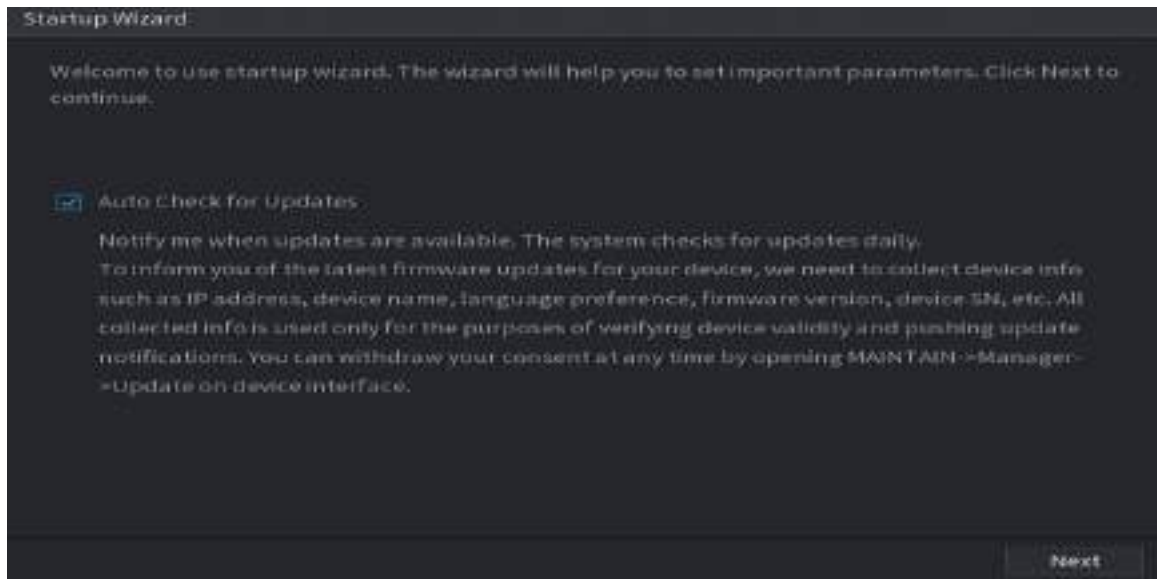 Startup Wizard
Welcome to use startup wizard. The wizard will help you to set important parameters. Click Next to
continue.
Auto Check for Updates
Notify me when updates are available. The system checks for updates daily.
To inform you of the latest firmware updates for your device, we need to collect device info
such as IP address, device name, language preference, firmware version, device SN, etc. All
collected info is used only for the purposes of verifying device validity and pushing update
notifications. You can withdraw your consent at any time by opening MAINTAIN->Manager-
>Update on device interface.
Next